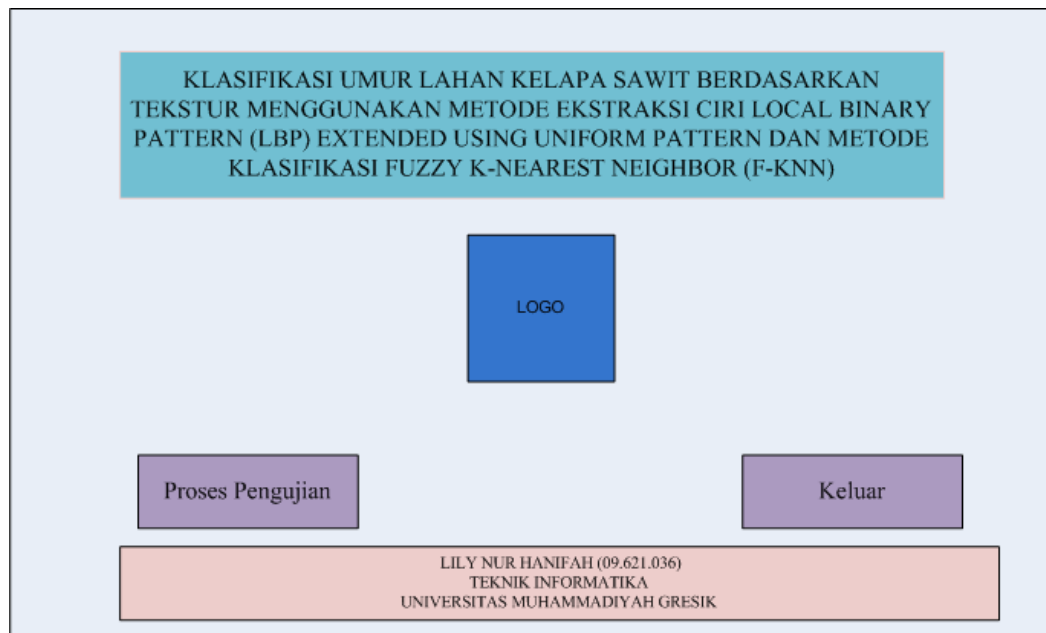 KLASIFIKASI UMUR LAHAN KELAPA SAWIT BERDASARKAN
TEKSTUR MENGGUNAKAN METODE EKSTRAKSI CIRI LOCAL BINARY
PATTERN (LBP) EXTENDED USING UNIFORM PATTERN DAN METODE
KLASIFIKASI FUZZY K-NEAREST NEIGHBOR (F-KNN)
LOGO
Proses Pengujian
Keluar
LILY NUR HANIFAH (09.621.036)
TEKNIK INFORMATIKA
UNIVERSITAS MUHAMMADIYAH GRESIK